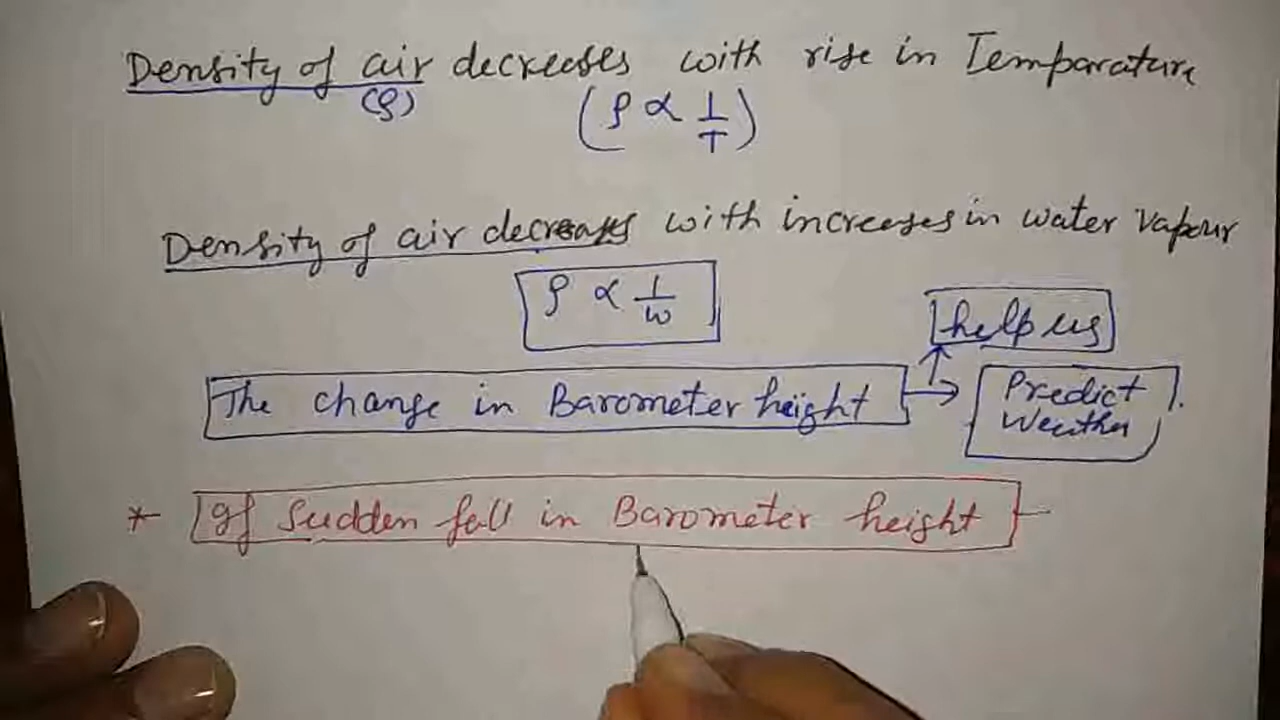 Density of air decreases with rise in Temparature
(ρ) (ρ ∝ 1/T)
Density of air decreases with increases in water vapour
ρ ∝ 1/w
help us
The change in Barometer height →
Predict
Weather
* If Sudden fall in Barometer height